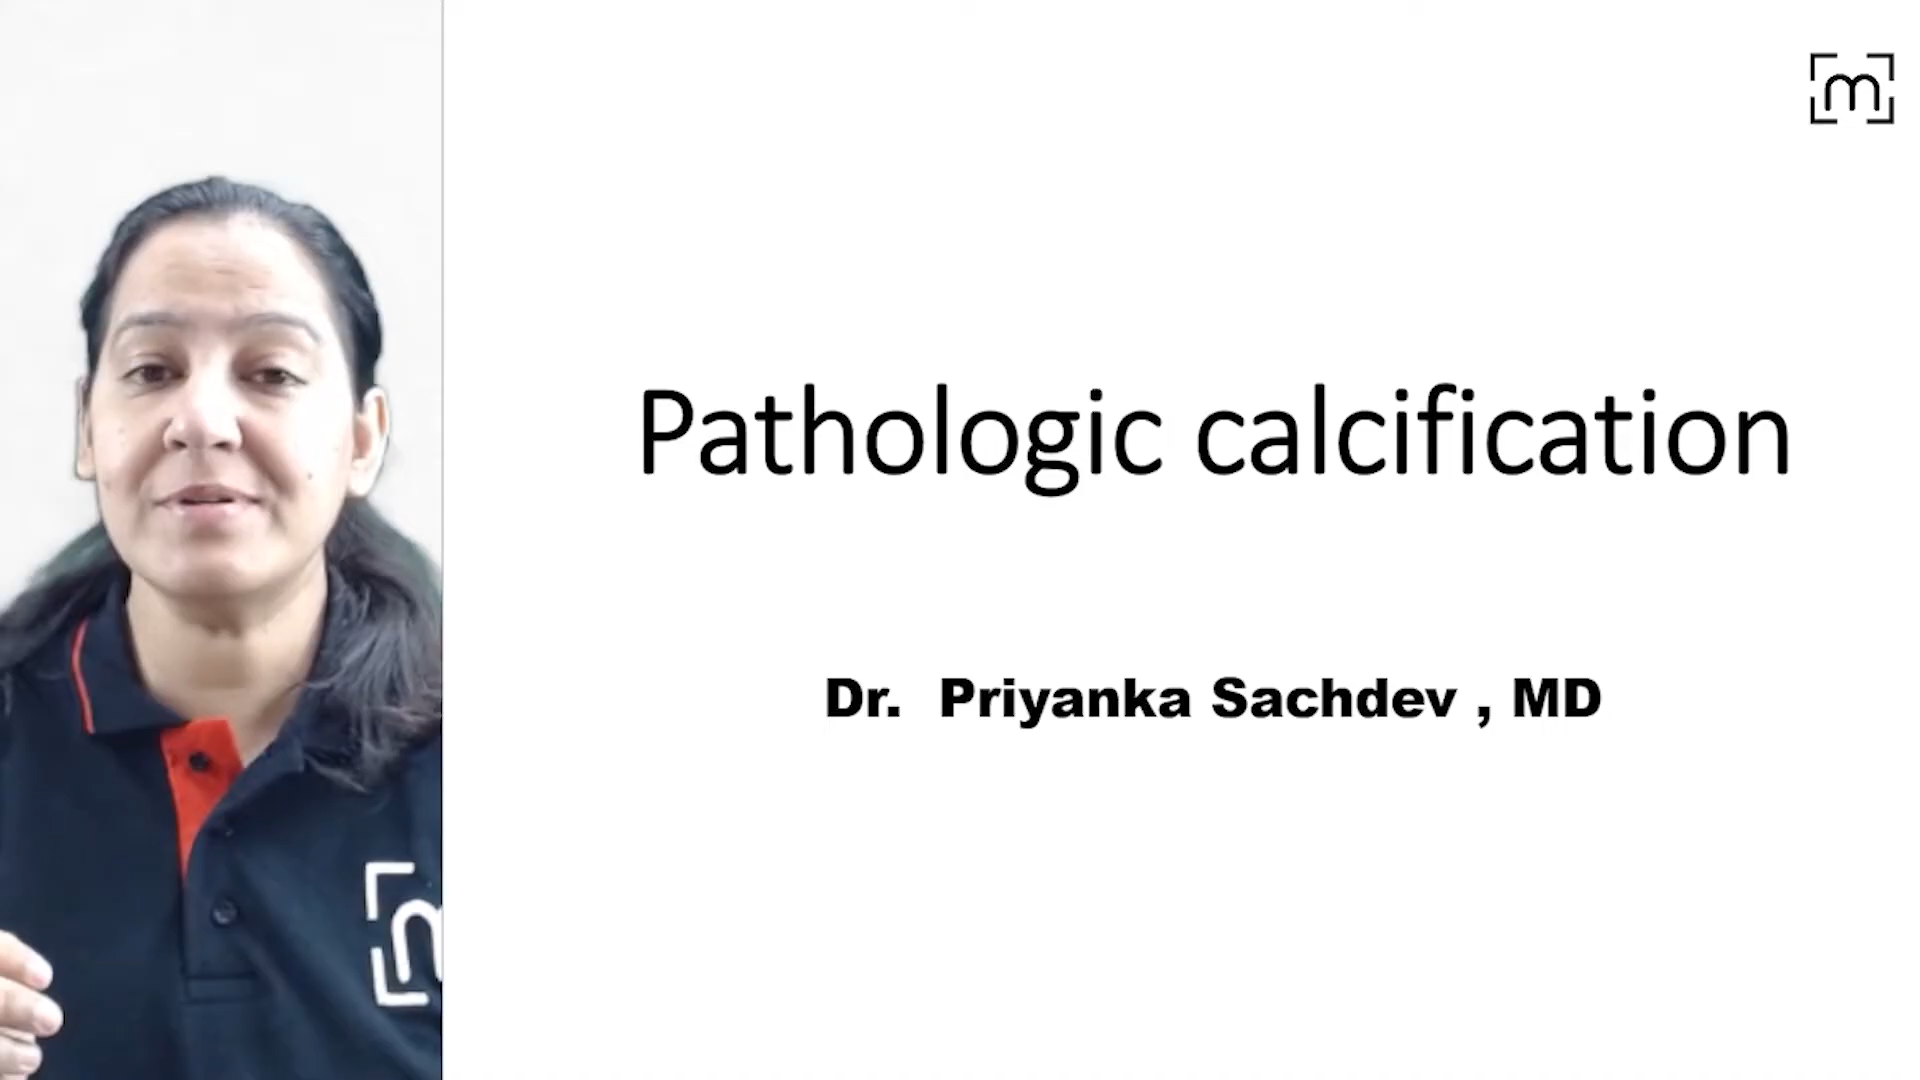 m
Pathologic calcification
Dr. Priyanka Sachdev , MD
m